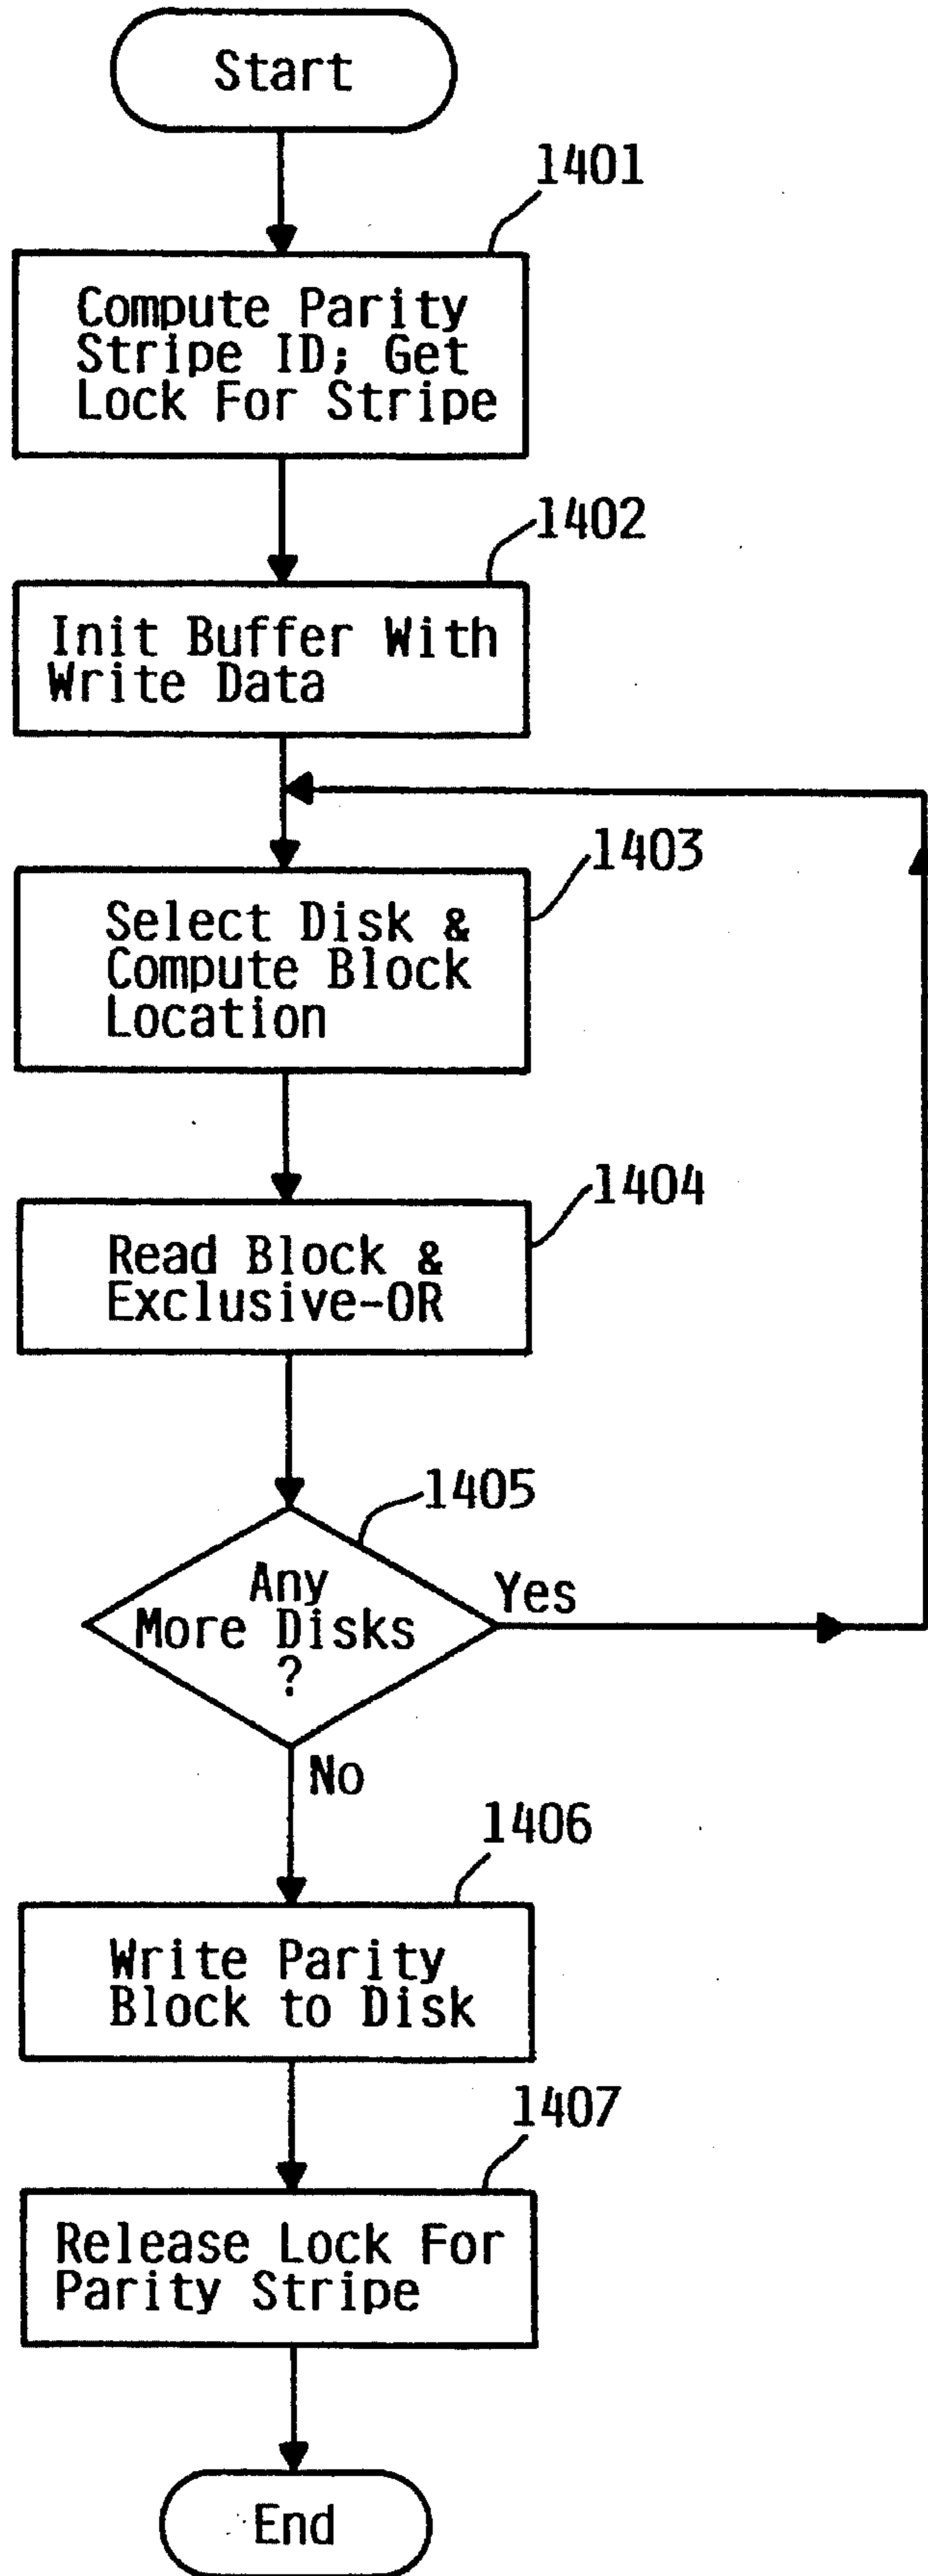 Start
1401
Compute Parity
Stripe ID; Get
Lock For Stripe
1402
Init Buffer With
Write Data
1403
Select Disk &
Compute Block
Location
1404
Read Block &
Exclusive-OR
1405
Any
More Disks
?
Yes
No
1406
Write Parity
Block to Disk
1407
Release Lock For
Parity Stripe
End